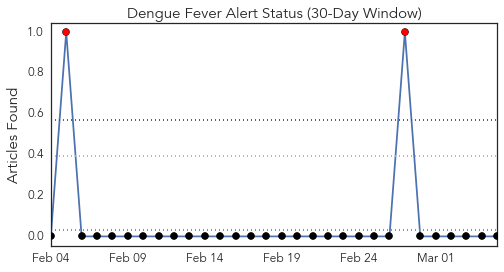 Dengue Fever Alert Status (30-Day Window)
Articles Found
1.0
0.8
0.6
0.4
0.2
0.0
Feb 04 Feb 09 Feb 14 Feb 19 Feb 24 Mar 01